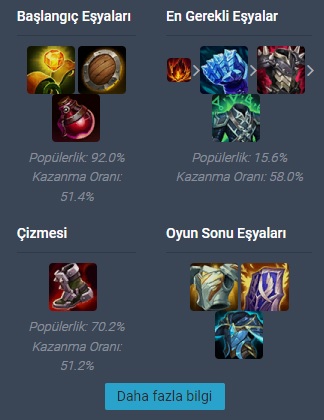 Başlangıç Eşyaları
En Gerekli Eşyalar
Popülerlik: 92.0%
Kazanma Oranı:
51.4%
Popülerlik: 15.6%
Kazanma Oranı: 58.0%
Çizmesi
Oyun Sonu Eşyaları
Popülerlik: 70.2%
Kazanma Oranı:
51.2%
Daha fazla bilgi